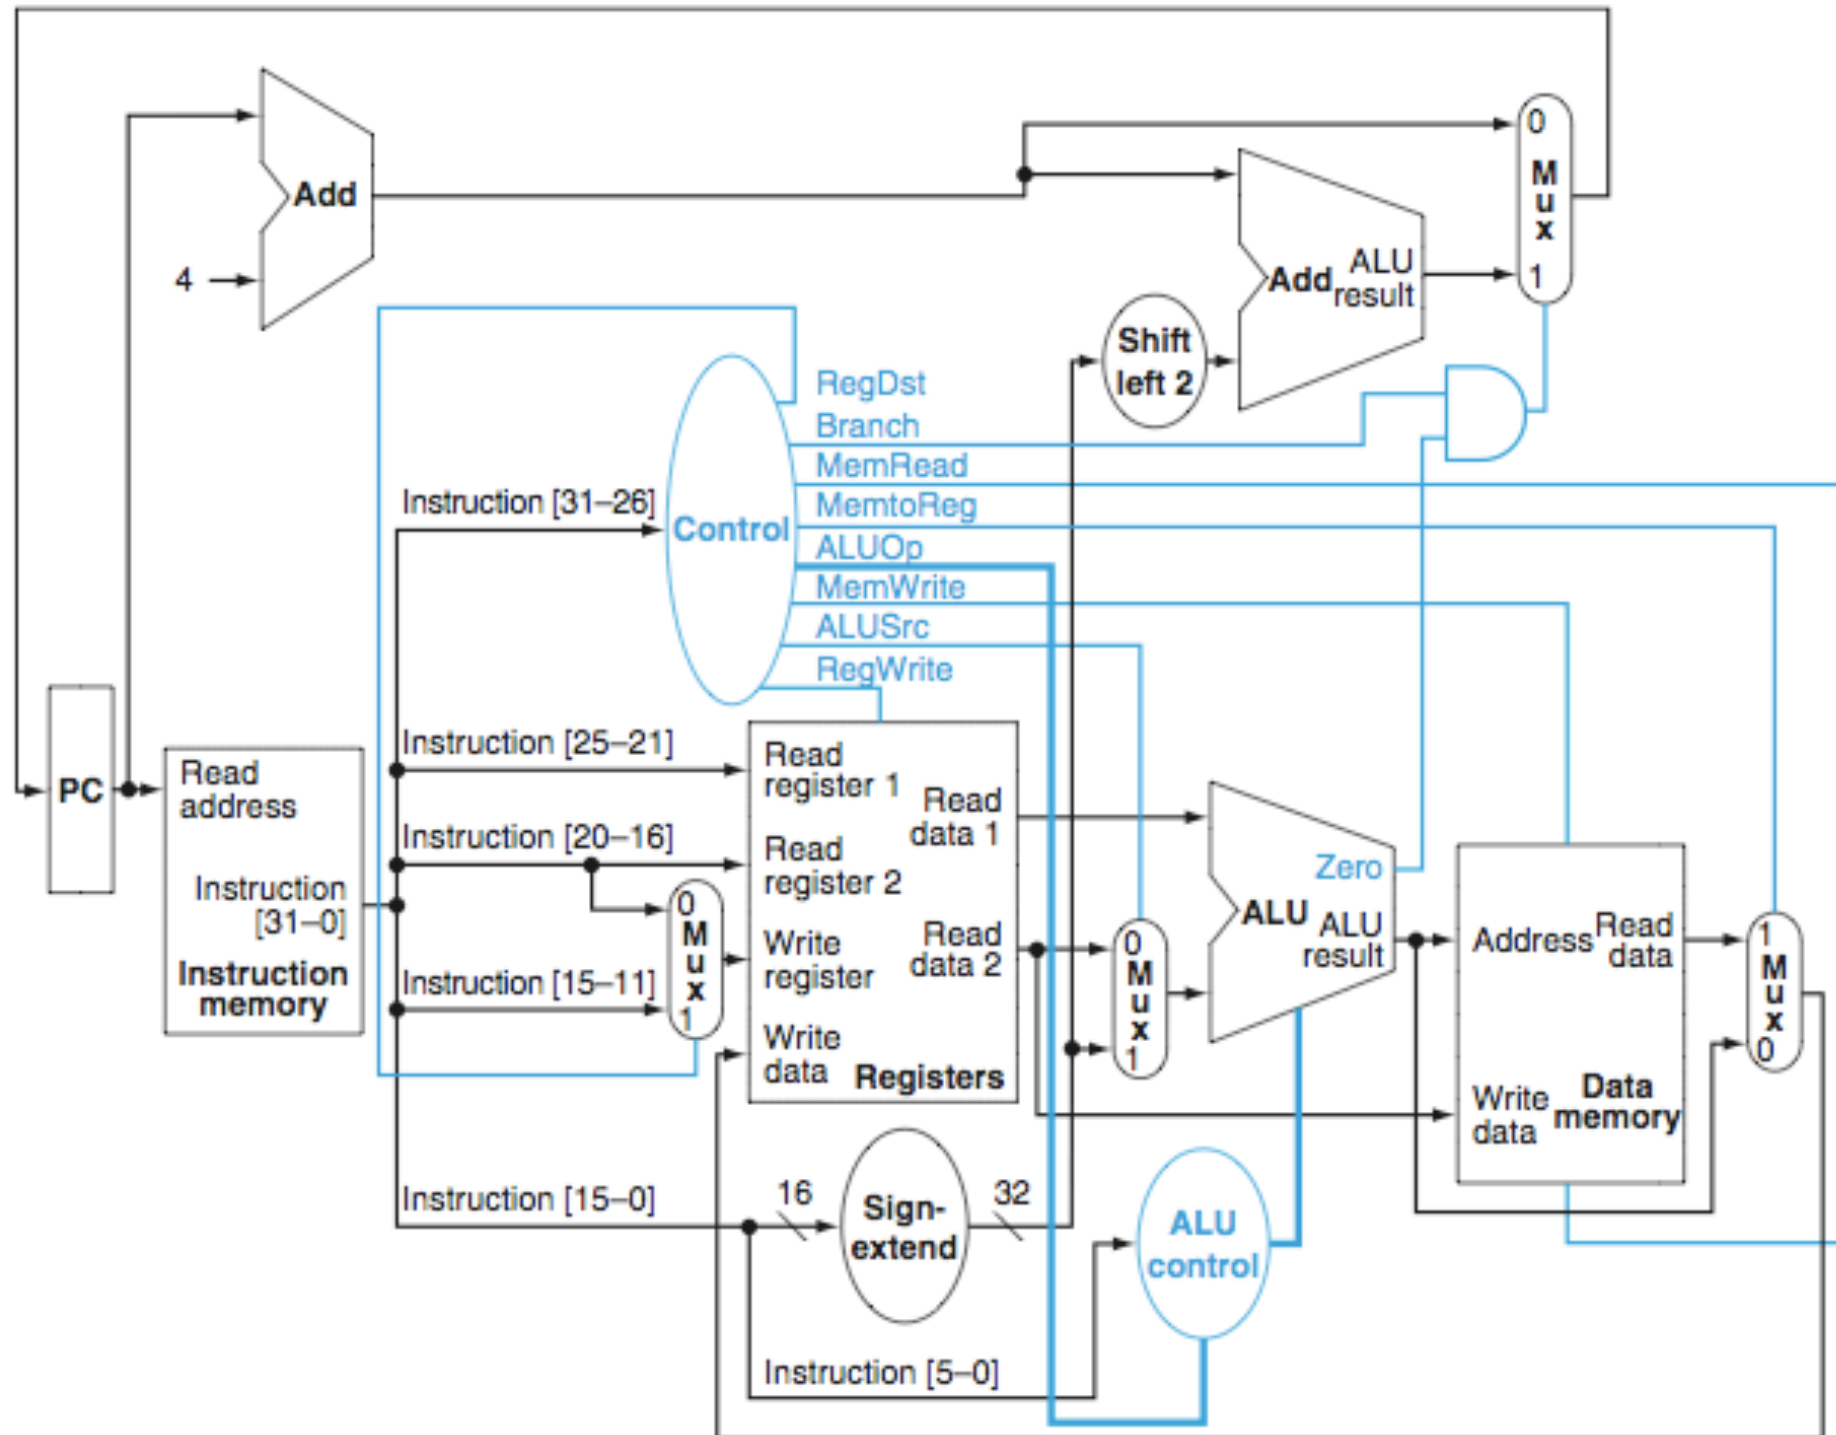 Add
4
0
M
u
x
1
Add
ALU
result
Shift
left 2
RegDst
Branch
MemRead
MemtoReg
ALUOp
MemWrite
ALUSrc
RegWrite
Control
Instruction [31–26]
Instruction [25–21]
Instruction [20–16]
Instruction [15–11]
Instruction [15–0]
Instruction [5–0]
PC
Read
address
Instruction
[31–0]
Instruction
memory
0
M
u
x
1
Read
register 1
Read
register 2
Write
register
Write
data
Read
data 1
Read
data 2
Registers
0
M
u
x
1
Zero
ALU
ALU
result
Address
Read
data
Write
data
Data
memory
1
M
u
x
0
16
Sign-
extend
32
ALU
control